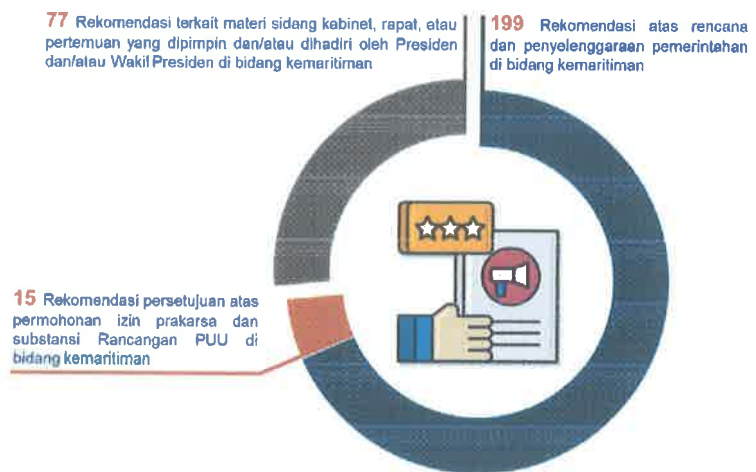 77 Rekomendasi terkait materi sidang kabinet, rapat, atau
pertemuan yang dipimpin dan/atau dihadiri oleh Presiden
dan/atau Wakil Presiden di bidang kemaritiman
199 Rekomendasi atas rencana
dan penyelenggaraan pemerintahan
di bidang kemaritiman
15 Rekomendasi persetujuan atas
permohonan izin prakarsa dan
substansi Rancangan PUU di
bidang kemaritiman